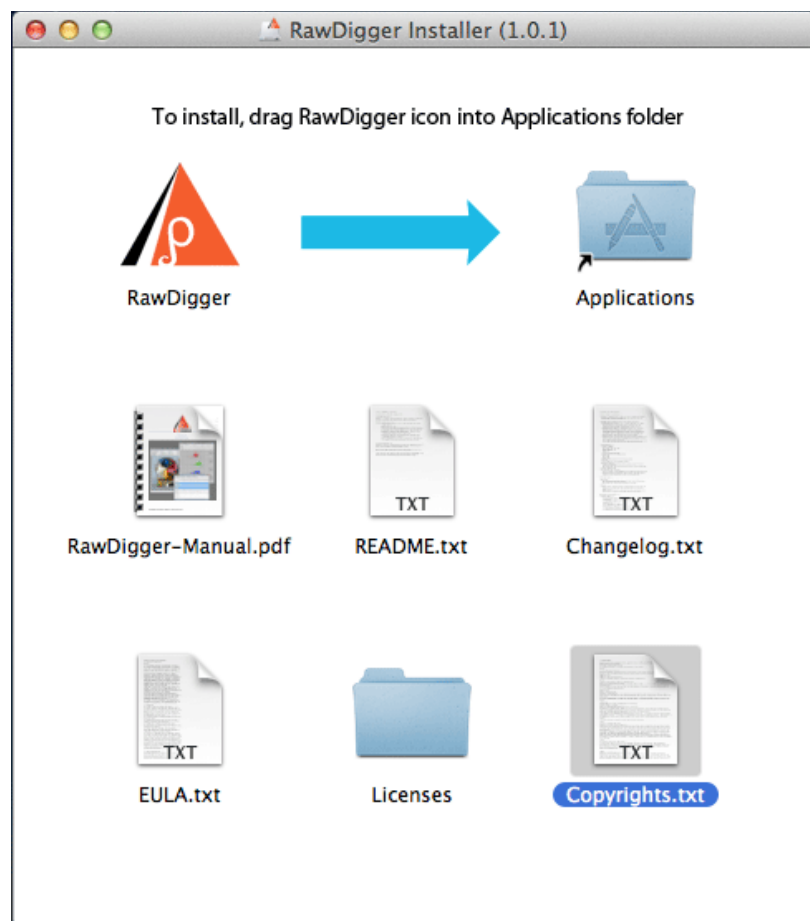 RawDigger Installer (1.0.1)
To install, drag RawDigger icon into Applications folder
RawDigger
Applications
RawDigger-Manual.pdf
TXT
README.txt
TXT
Changelog.txt
TXT
EULA.txt
Licenses
TXT
Copyrights.txt